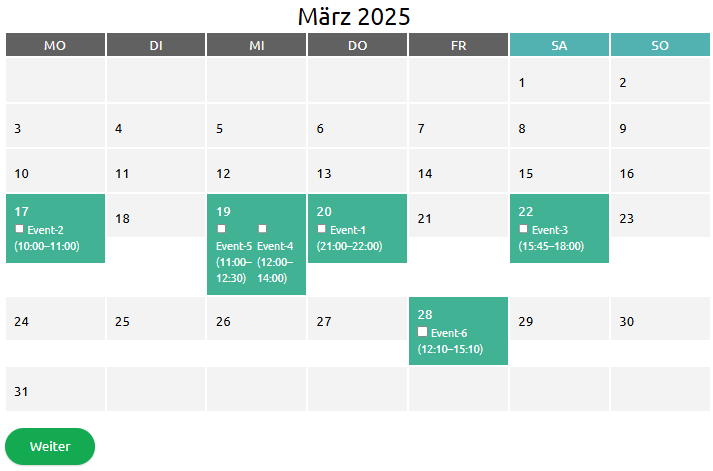 März 2025
MO DI MI DO FR SA SO
1 2
3 4 5 6 7 8 9
10 11 12 13 14 15 16
17 18 19 20 21 22 23
Event-2 Event-1 Event-3
(10:00–11:00) Event-5 Event-4 (21:00–22:00) (15:45–18:00)
(11:00– (12:00–
12:30) 14:00)
24 25 26 27 28 29 30
Event-6
(12:10–15:10)
31
Weiter